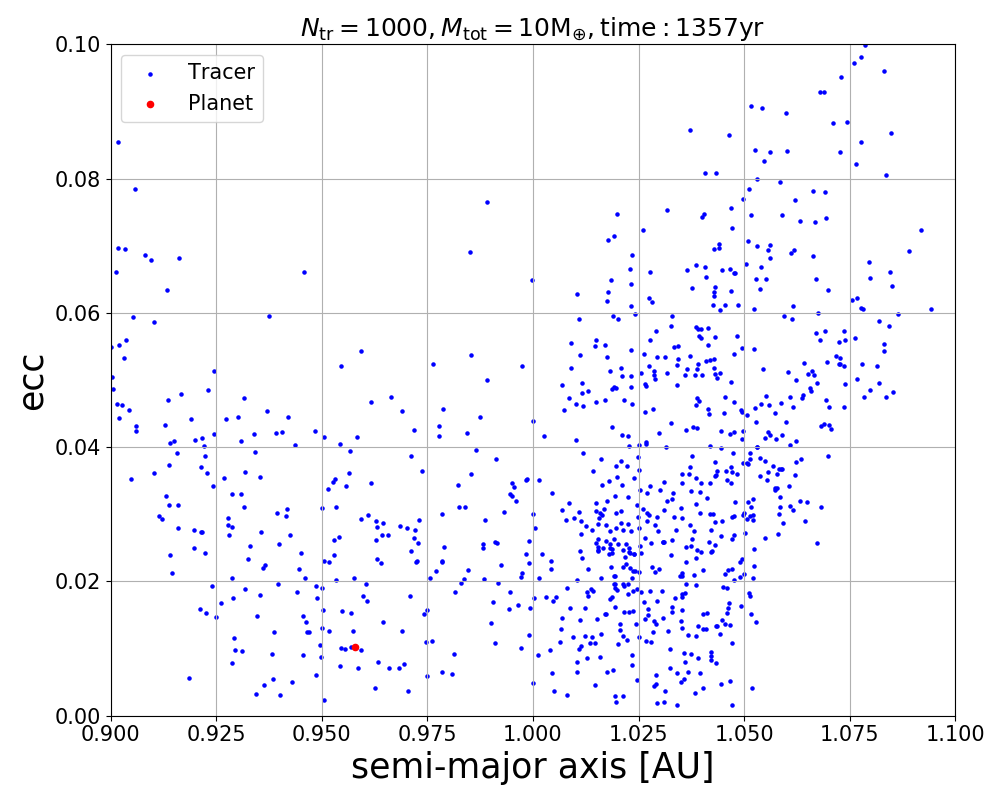 N_tr = 1000, M_tot = 10M_⊕, time : 1357yr
Tracer
Planet
ecc
0.10
0.08
0.06
0.04
0.02
0.00
0.900 0.925 0.950 0.975 1.000 1.025 1.050 1.075 1.100
semi-major axis [AU]